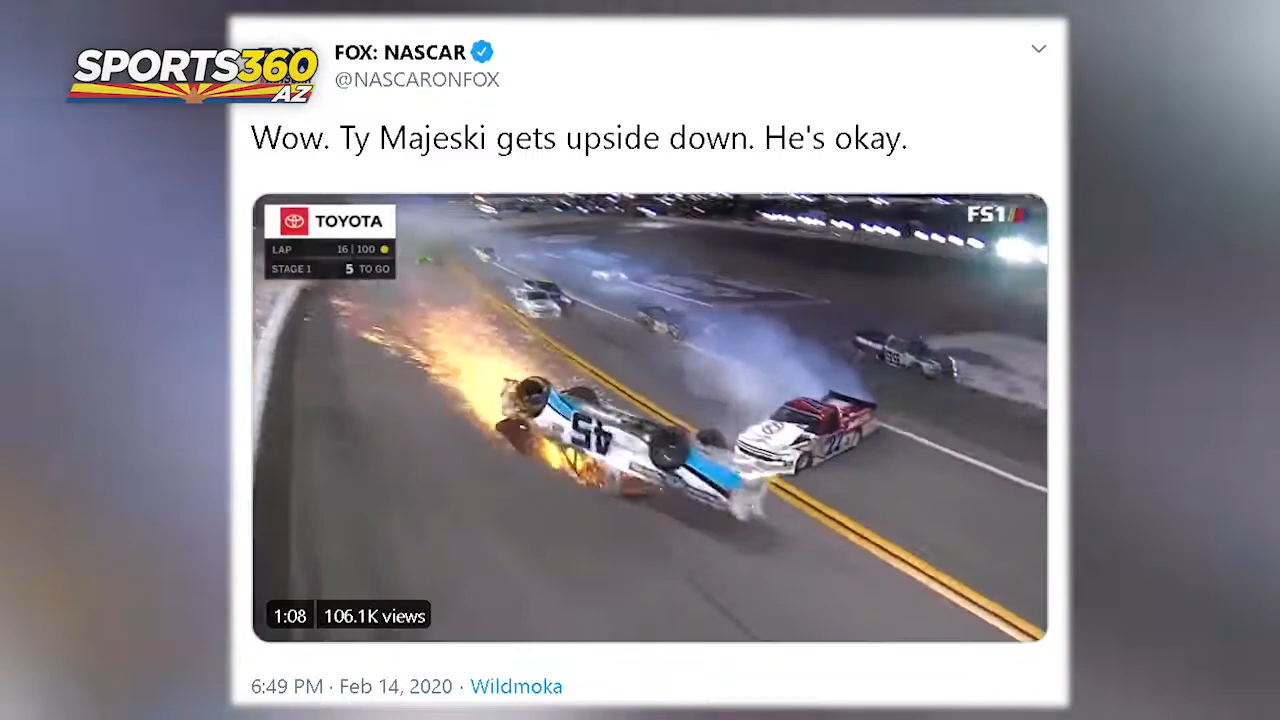 SPORTS360
AZ
FOX: NASCAR
@NASCARONFOX
Wow. Ty Majeski gets upside down. He's okay.
TOYOTA
LAP 16 | 100
STAGE 1 5 TO GO
FS1
99
45
1:08 106.1K views
6:49 PM · Feb 14, 2020 · Wildmoka